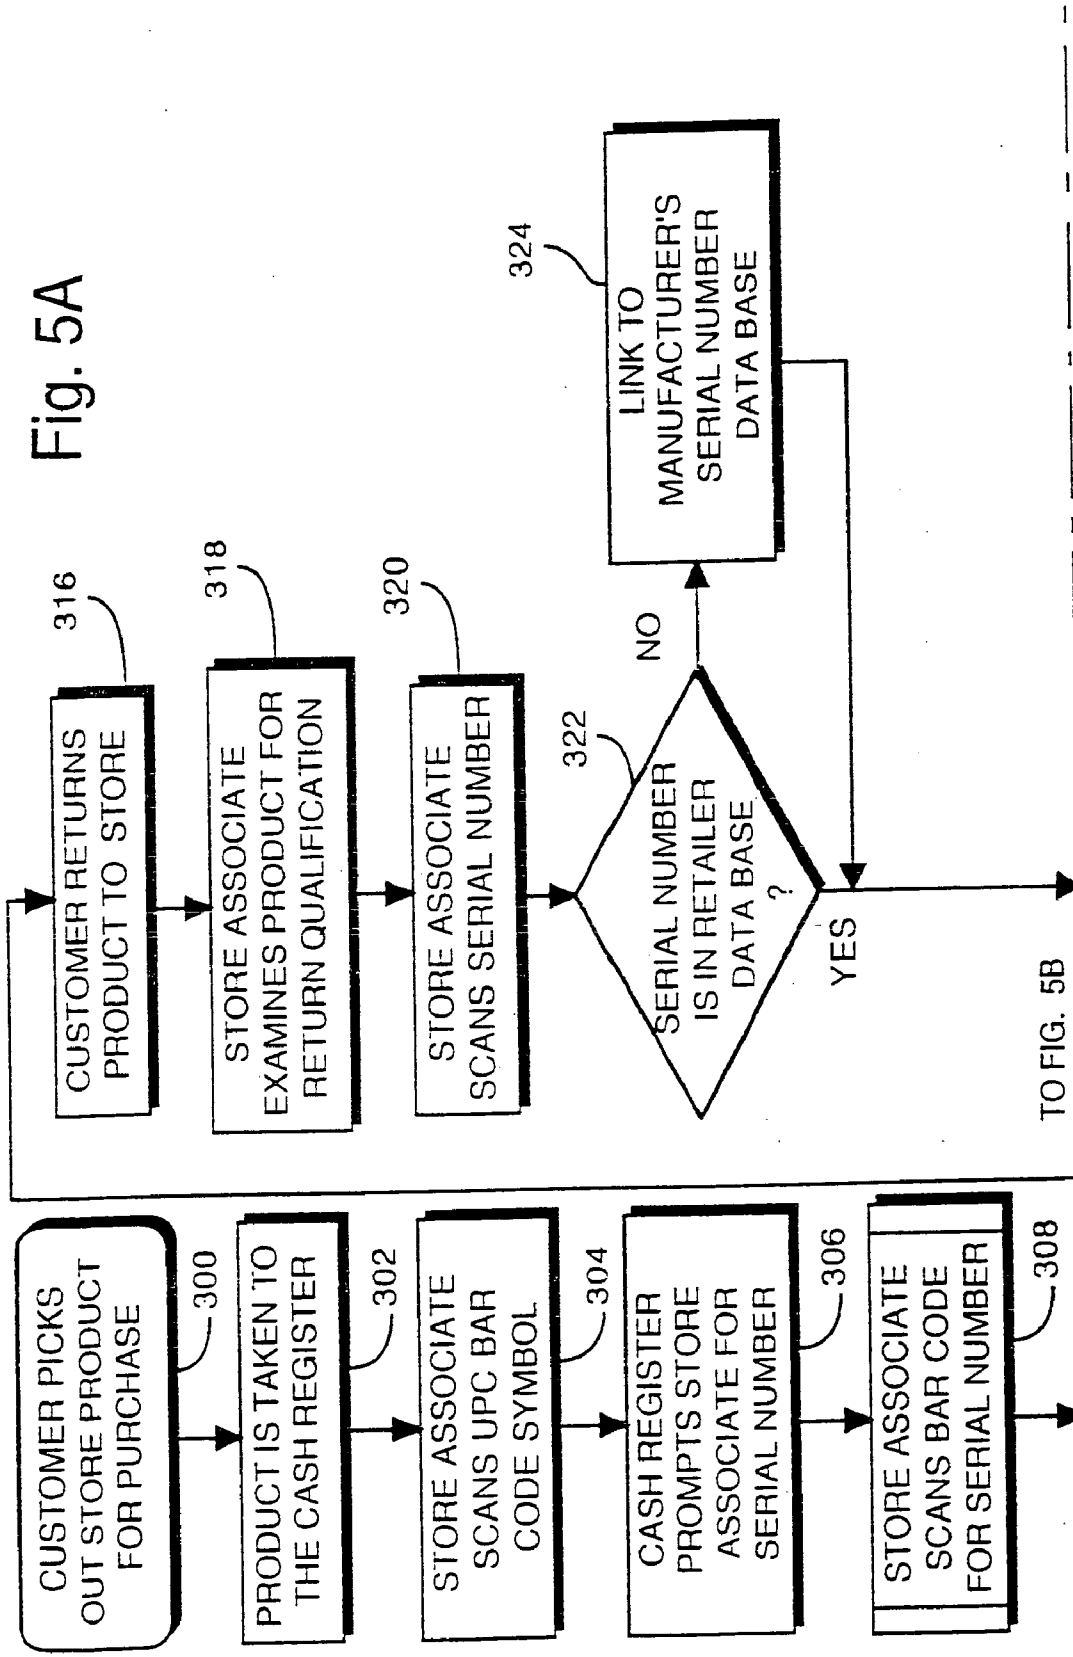 Fig. 5A
CUSTOMER PICKS
OUT STORE PRODUCT
FOR PURCHASE
300
PRODUCT IS TAKEN TO
THE CASH REGISTER
302
STORE ASSOCIATE
SCANS UPC BAR
CODE SYMBOL
304
CASH REGISTER
PROMPTS STORE
ASSOCIATE FOR
SERIAL NUMBER
306
STORE ASSOCIATE
SCANS BAR CODE
FOR SERIAL NUMBER
308
CUSTOMER RETURNS
PRODUCT TO STORE
316
STORE ASSOCIATE
EXAMINES PRODUCT FOR
RETURN QUALIFICATION
318
STORE ASSOCIATE
SCANS SERIAL NUMBER
320
SERIAL NUMBER
IS IN RETAILER
DATA BASE
?
322
NO
YES
LINK TO
MANUFACTURER'S
SERIAL NUMBER
DATA BASE
324
TO FIG. 5B